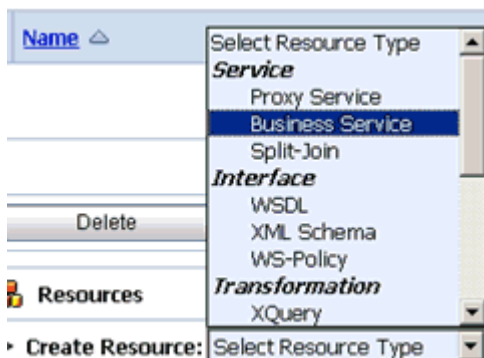 Name
Select Resource Type
Service
Proxy Service
Business Service
Split-Join
Interface
WSDL
XML Schema
WS-Policy
Transformation
XQuery
Delete
Resources
Create Resource: Select Resource Type